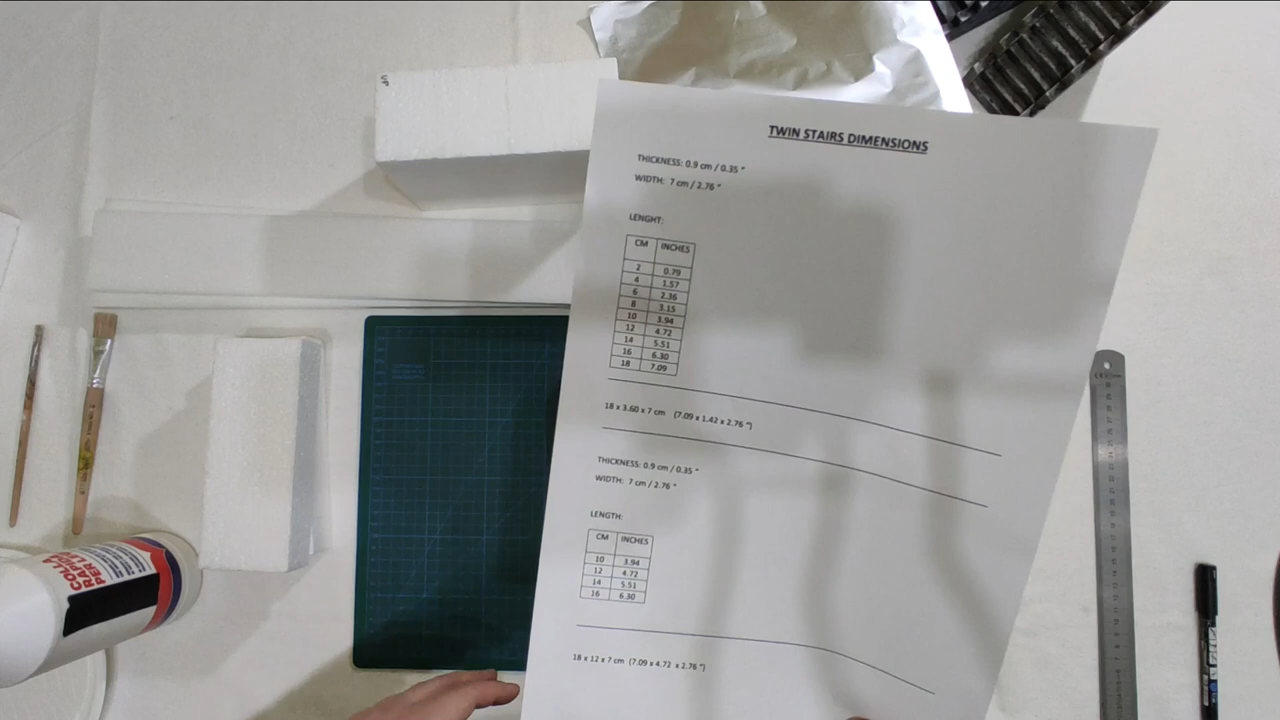 UP
TWIN STAIRS DIMENSIONS
THICKNESS: 0.9 cm / 0.35 "
WIDTH: 7 cm / 2.76 "
LENGHT:
CM INCHES
2 0.79
4 1.57
6 2.36
8 3.15
10 3.94
12 4.72
14 5.51
16 6.30
18 7.09
18 x 3.60 x 7 cm (7.09 x 1.42 x 2.76 ")
THICKNESS: 0.9 cm / 0.35 "
WIDTH: 7 cm / 2.76 "
LENGTH:
CM INCHES
10 3.94
12 4.72
14 5.51
16 6.30
18 x 12 x 7 cm (7.09 x 4.72 x 2.76 ")
COLLA
RAPIDA
PER L